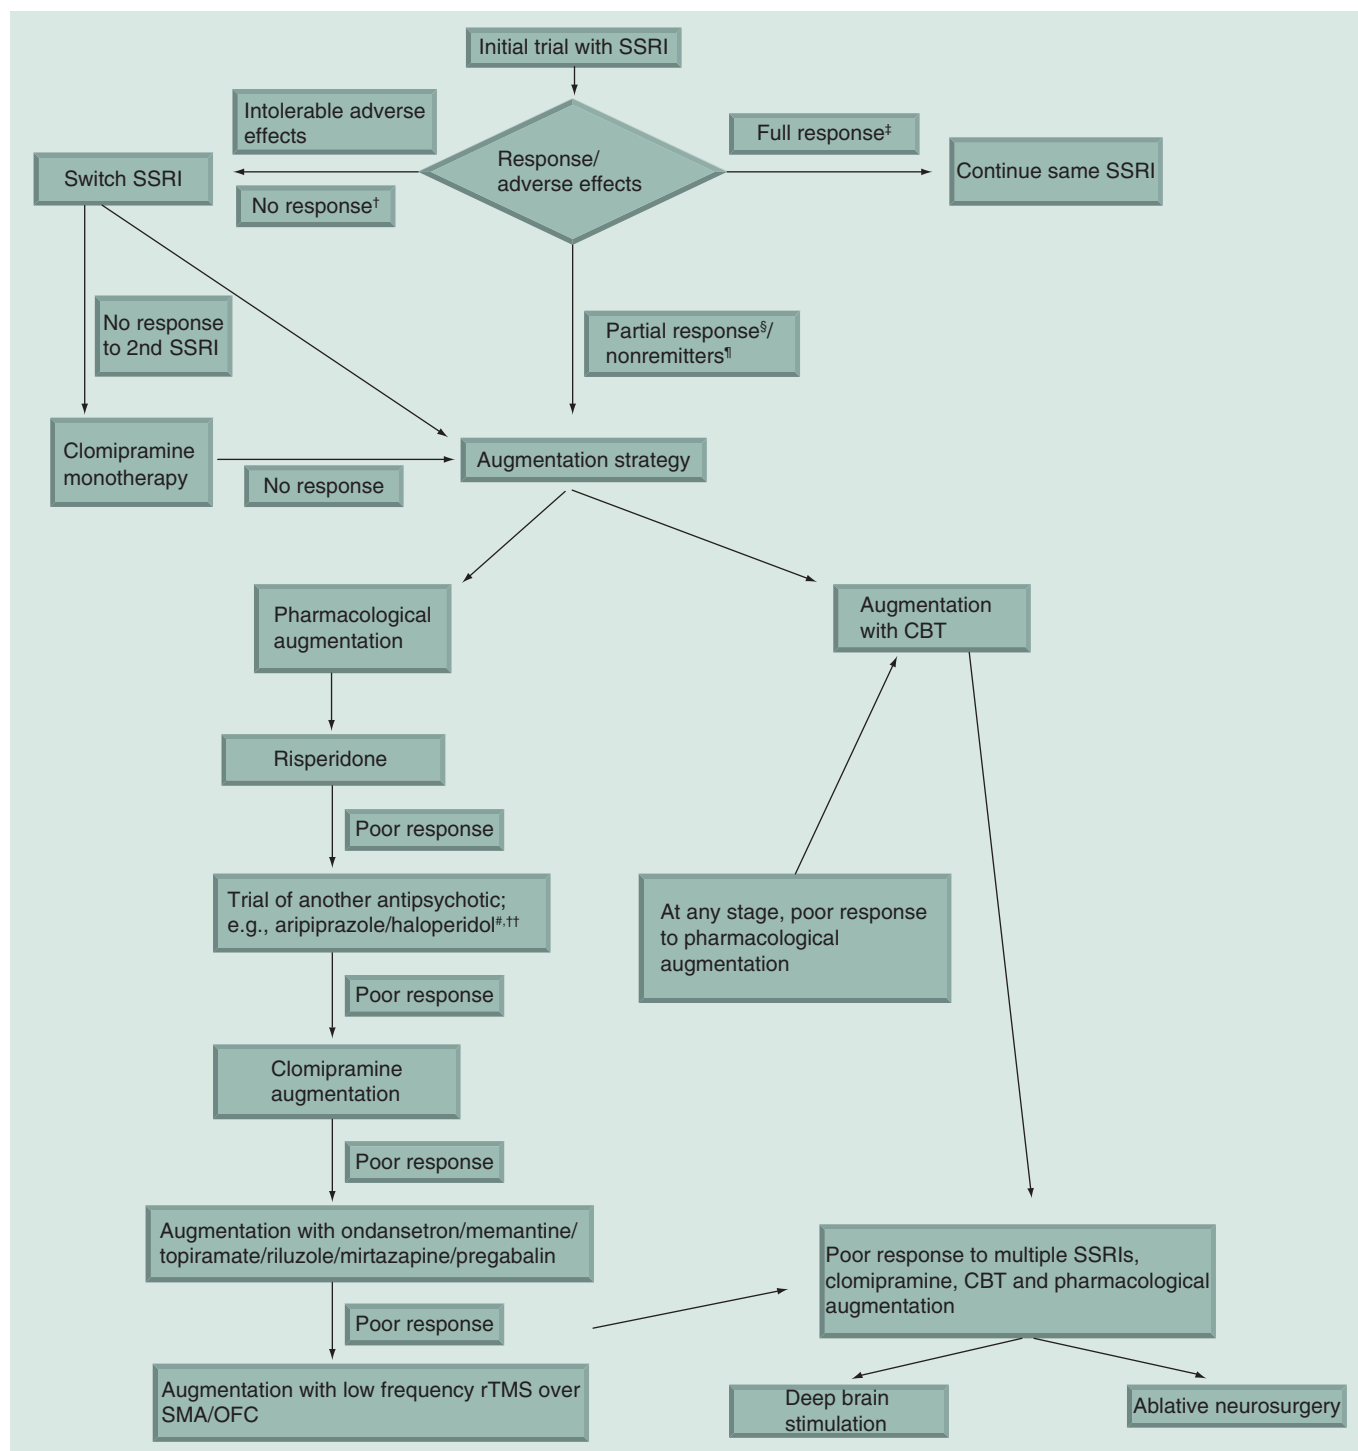 Initial trial with SSRI
Intolerable adverse
effects
Full response‡
Response/
adverse effects
Switch SSRI
Continue same SSRI
No response†
No response
to 2nd SSRI
Partial response§/
nonremitters¶
Clomipramine
monotherapy
Augmentation strategy
No response
Pharmacological
augmentation
Augmentation
with CBT
Risperidone
Poor response
Trial of another antipsychotic;
e.g., aripiprazole/haloperidol#,††
At any stage, poor response
to pharmacological
augmentation
Poor response
Clomipramine
augmentation
Poor response
Augmentation with ondansetron/memantine/
topiramate/riluzole/mirtazapine/pregabalin
Poor response to multiple SSRIs,
clomipramine, CBT and pharmacological
augmentation
Poor response
Augmentation with low frequency rTMS over
SMA/OFC
Deep brain
stimulation
Ablative neurosurgery